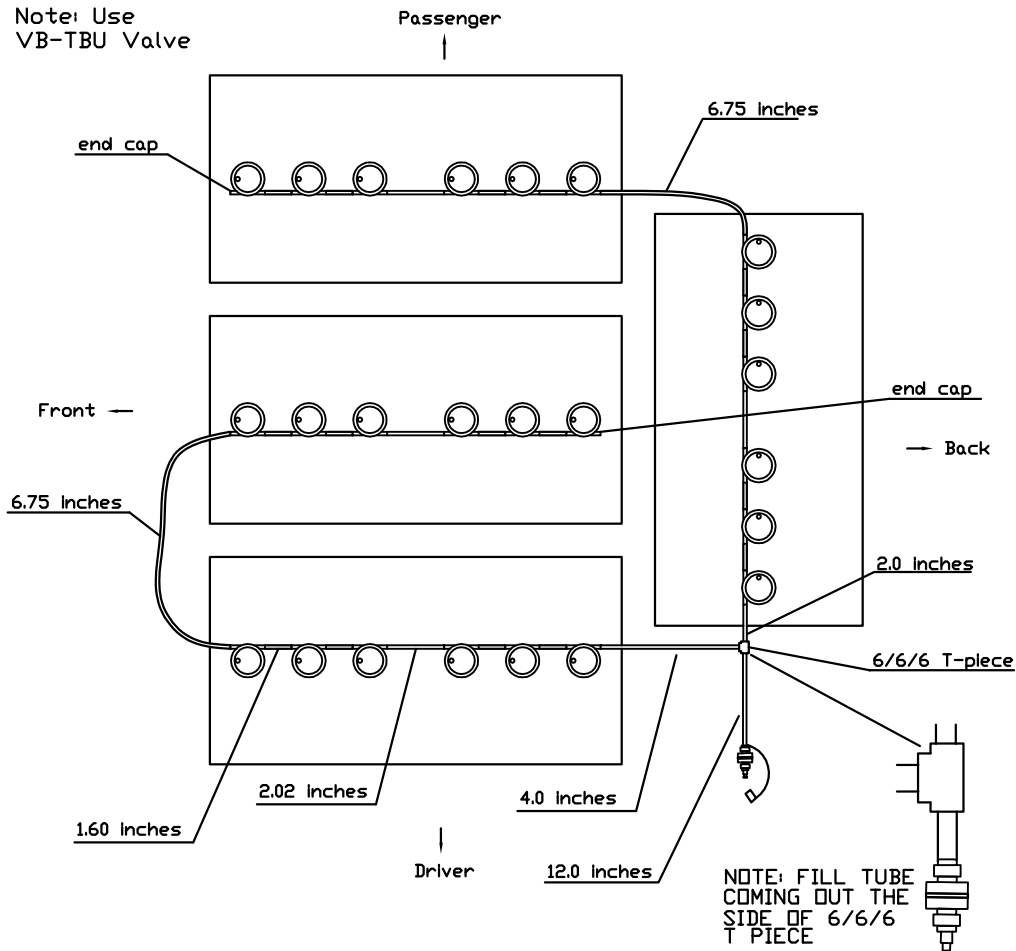 Note: Use
VB-TBU Valve
Passenger
6.75 inches
end cap
end cap
Front
Back
6.75 inches
2.0 inches
6/6/6 T-piece
2.02 inches
4.0 inches
1.60 inches
Driver
12.0 inches
NOTE: FILL TUBE
COMING OUT THE
SIDE OF 6/6/6
T PIECE